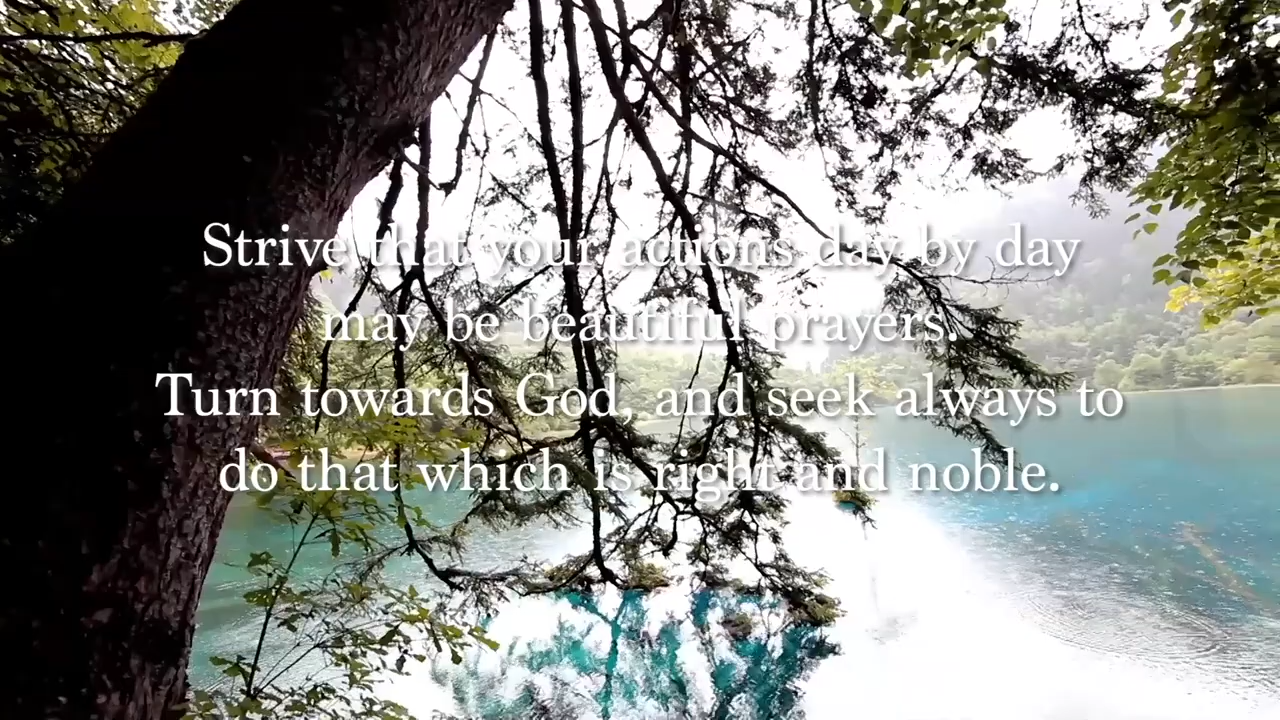 Strive that your actions day by day
may be beautiful prayers.
Turn towards God, and seek always to
do that which is right and noble.